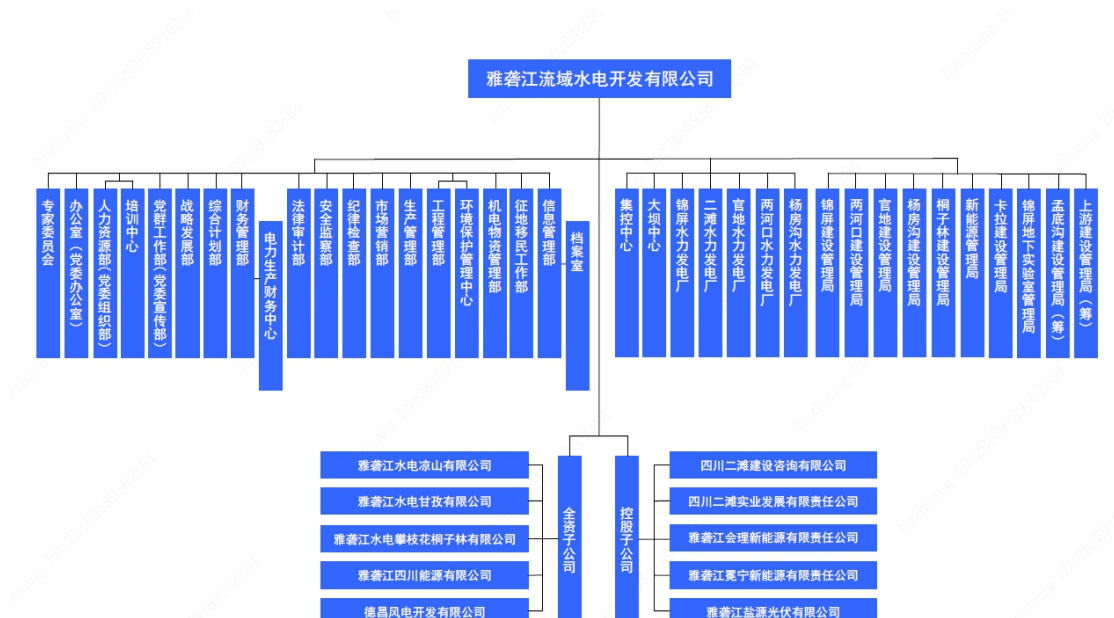 雅砻江流域水电开发有限公司
专家委员会
办公室（党委办公室）
人力资源部（党委组织部）
培训中心
党群工作部（党委宣传部）
战略发展部
综合计划部
财务管理部
电力生产财务中心
法律审计部
安全监察部
纪律检查部
市场营销部
生产管理部
工程管理部
环境保护管理中心
机电物资管理部
征地移民工作部
信息管理部
档案室
集控中心
大坝中心
锦屏水力发电厂
二滩水力发电厂
官地水力发电厂
两河口水力发电厂
杨房沟水力发电厂
锦屏建设管理局
两河口建设管理局
官地建设管理局
杨房沟建设管理局
桐子林建设管理局
新能源管理局
卡拉建设管理局
锦屏地下实验室管理局
孟底沟建设管理局（筹）
上游建设管理局（筹）
全资子公司
雅砻江水电凉山有限公司
雅砻江水电甘孜有限公司
雅砻江水电攀枝花桐子林有限公司
雅砻江四川能源有限公司
德昌风电开发有限公司
控股子公司
四川二滩建设咨询有限公司
四川二滩实业发展有限责任公司
雅砻江会理新能源有限责任公司
雅砻江冕宁新能源有限责任公司
雅砻江盐源光伏有限公司